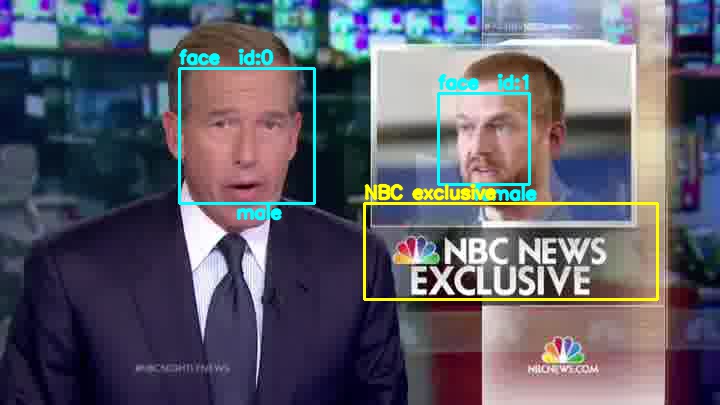 face id:0
face id:1
male
NBC exclusive
male
NBC NEWS
EXCLUSIVE
#NBCNIGHTLYNEWS
NBCNEWS.COM